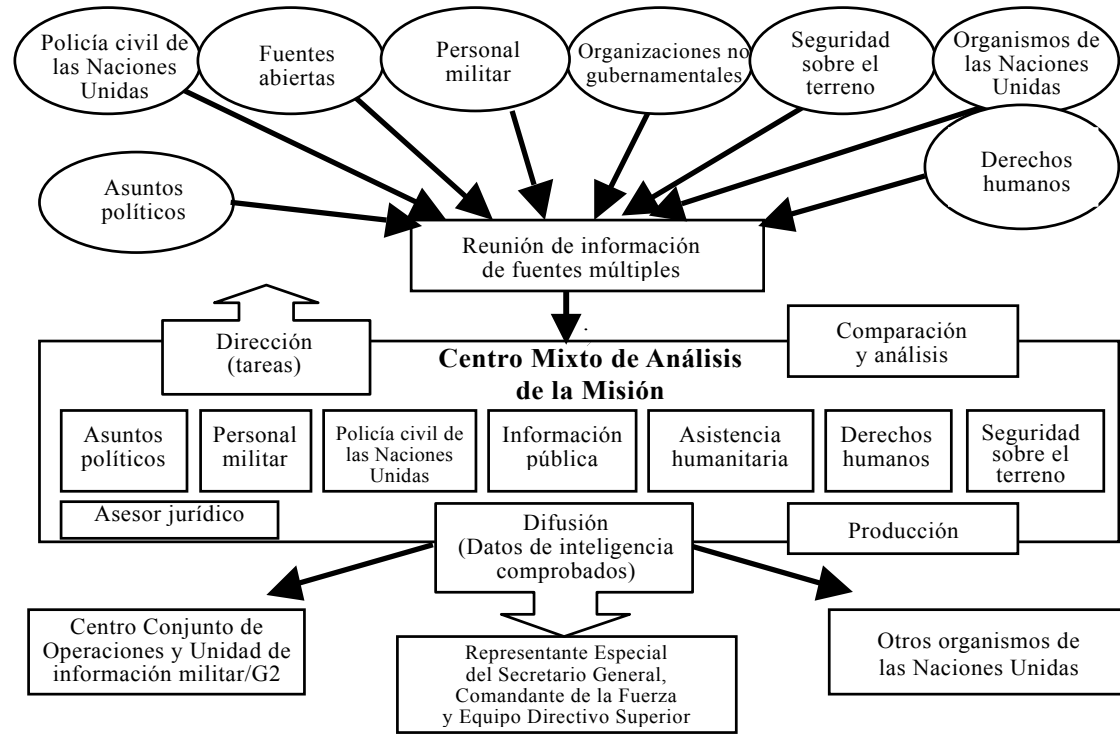 Policía civil de
las Naciones
Unidas
Fuentes
abiertas
Personal
militar
Organizaciones no
gubernamentales
Seguridad
sobre el
terreno
Organismos de
las Naciones
Unidas
Asuntos
políticos
Derechos
humanos
Reunión de información
de fuentes múltiples
Dirección
(tareas)
Comparación
y análisis
Centro Mixto de Análisis
de la Misión
Asuntos
políticos
Personal
militar
Policía civil de
las Naciones
Unidas
Información
pública
Asistencia
humanitaria
Derechos
humanos
Seguridad
sobre el
terreno
Asesor jurídico
Difusión
(Datos de inteligencia
comprobados)
Producción
Centro Conjunto de
Operaciones y Unidad de
información militar/G2
Representante Especial
del Secretario General,
Comandante de la Fuerza
y Equipo Directivo Superior
Otros organismos de
las Naciones Unidas